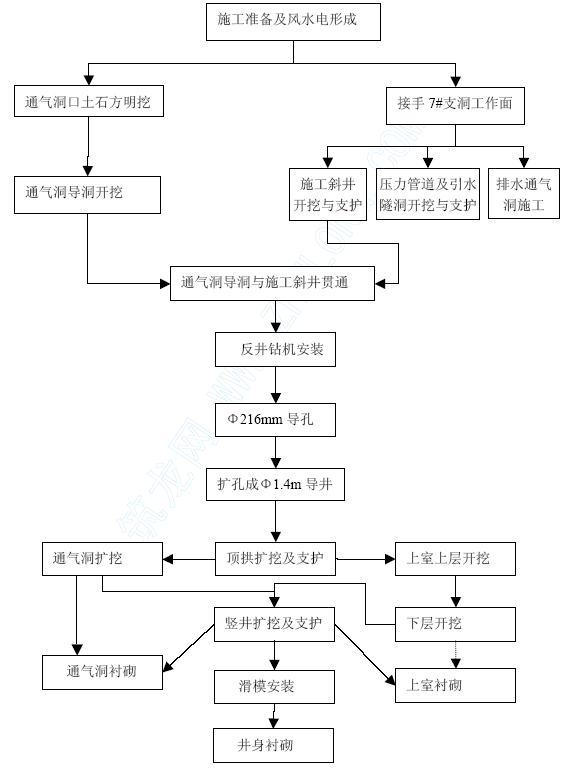 施工准备及风水电形成
通气洞口土石方明挖
接手7#支洞工作面
通气洞导洞开挖
施工斜井
开挖与支护
压力管道及引水
隧洞开挖与支护
排水通气
洞施工
通气洞导洞与施工斜井贯通
反井钻机安装
Φ216mm 导孔
扩孔成Φ1.4m 导井
通气洞扩挖
顶拱扩挖及支护
上室上层开挖
竖井扩挖及支护
下层开挖
通气洞衬砌
滑模安装
上室衬砌
井身衬砌
筑龙网